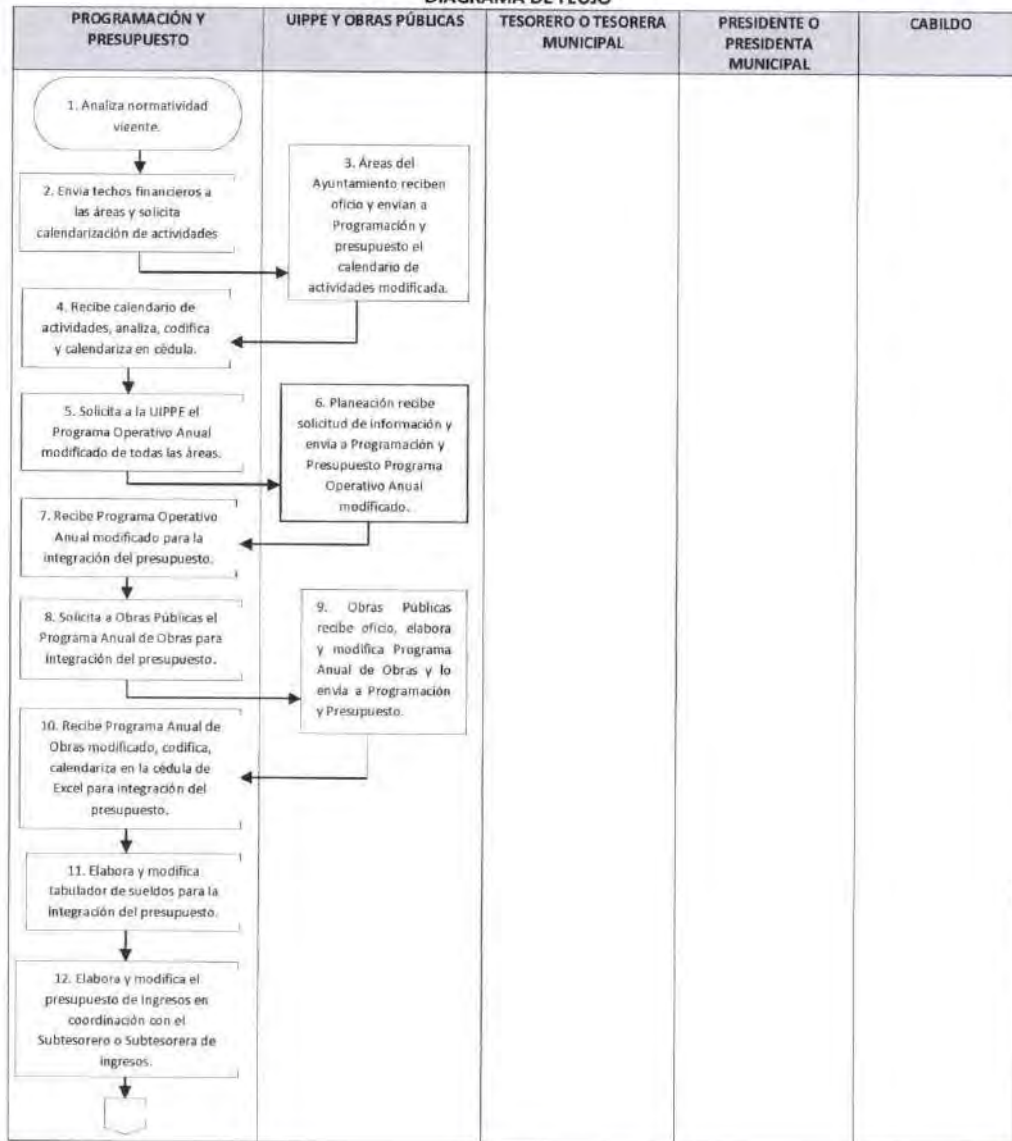 DIAGRAMA DE FLUJO
PROGRAMACIÓN Y
PRESUPUESTO
UIPPE Y OBRAS PÚBLICAS
TESORERO O TESORERA
MUNICIPAL
PRESIDENTE O
PRESIDENTA
MUNICIPAL
CABILDO
1. Analiza normatividad
vigente.
2. Envia techos financieros a
las áreas y solicita
calendarización de actividades
3. Áreas del
Ayuntamiento reciben
oficio y envían a
Programación y
presupuesto el
calendario de
actividades modificada.
4. Recibe calendario de
actividades, analiza, codifica
y calendariza en cédula.
5. Solicita a la UIPPE el
Programa Operativo Anual
modificado de todas las áreas.
6. Planeación recibe
solicitud de información y
envía a Programación y
Presupuesto Programa
Operativo Anual
modificado.
7. Recibe Programa Operativo
Anual modificado para la
integración del presupuesto.
8. Solicita a Obras Públicas el
Programa Anual de Obras para
integración del presupuesto.
9. Obras Públicas
recibe oficio, elabora
y modifica Programa
Anual de Obras y lo
envía a Programación
y Presupuesto.
10. Recibe Programa Anual de
Obras modificado, codifica,
calendariza en la cédula de
Excel para integración del
presupuesto.
11. Elabora y modifica
tabulador de sueldos para la
integración del presupuesto.
12. Elabora y modifica el
presupuesto de ingresos en
coordinación con el
Subtesorero o Subtesorera de
ingresos.